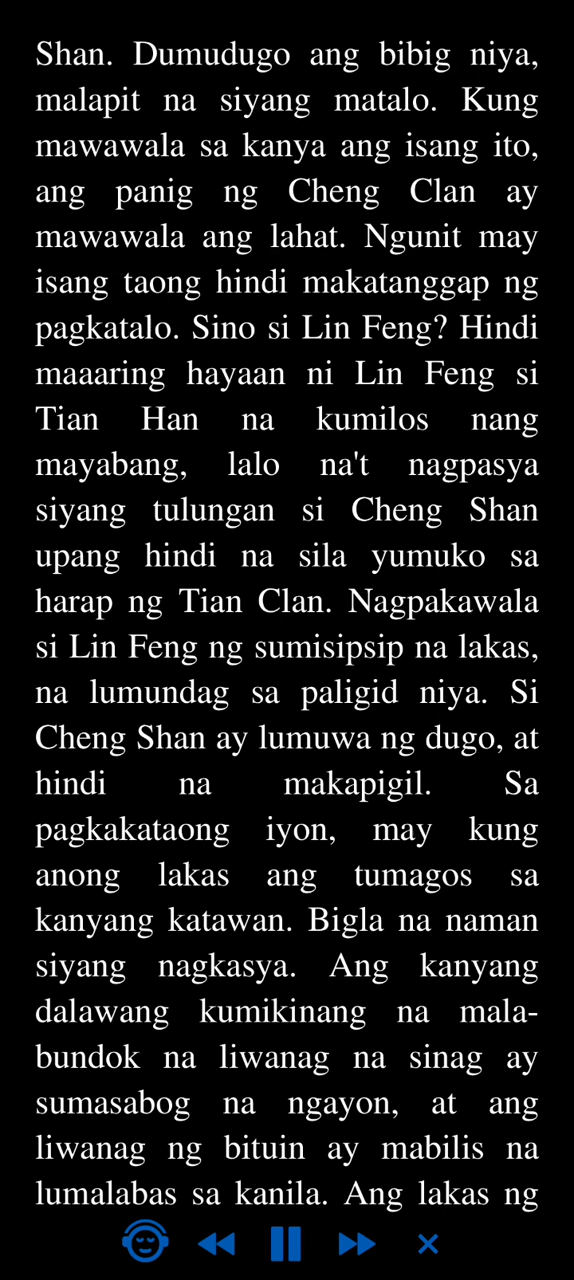 Shan. Dumudugo ang bibig niya,
malapit na siyang matalo. Kung
mawawala sa kanya ang isang ito,
ang panig ng Cheng Clan ay
mawawala ang lahat. Ngunit may
isang taong hindi makatanggap ng
pagkatalo. Sino si Lin Feng? Hindi
maaaring hayaan ni Lin Feng si
Tian Han na kumilos nang
mayabang, lalo na't nagpasya
siyang tulungan si Cheng Shan
upang hindi na sila yumuko sa
harap ng Tian Clan. Nagpakawala
si Lin Feng ng sumisipsip na lakas,
na lumundag sa paligid niya. Si
Cheng Shan ay lumuwa ng dugo, at
hindi na makapigil. Sa
pagkakataong iyon, may kung
anong lakas ang tumagos sa
kanyang katawan. Bigla na naman
siyang nagkasya. Ang kanyang
dalawang kumikinang na mala-
bundok na liwanag na sinag ay
sumasabog na ngayon, at ang
liwanag ng bituin ay mabilis na
lumalabas sa kanila. Ang lakas ng